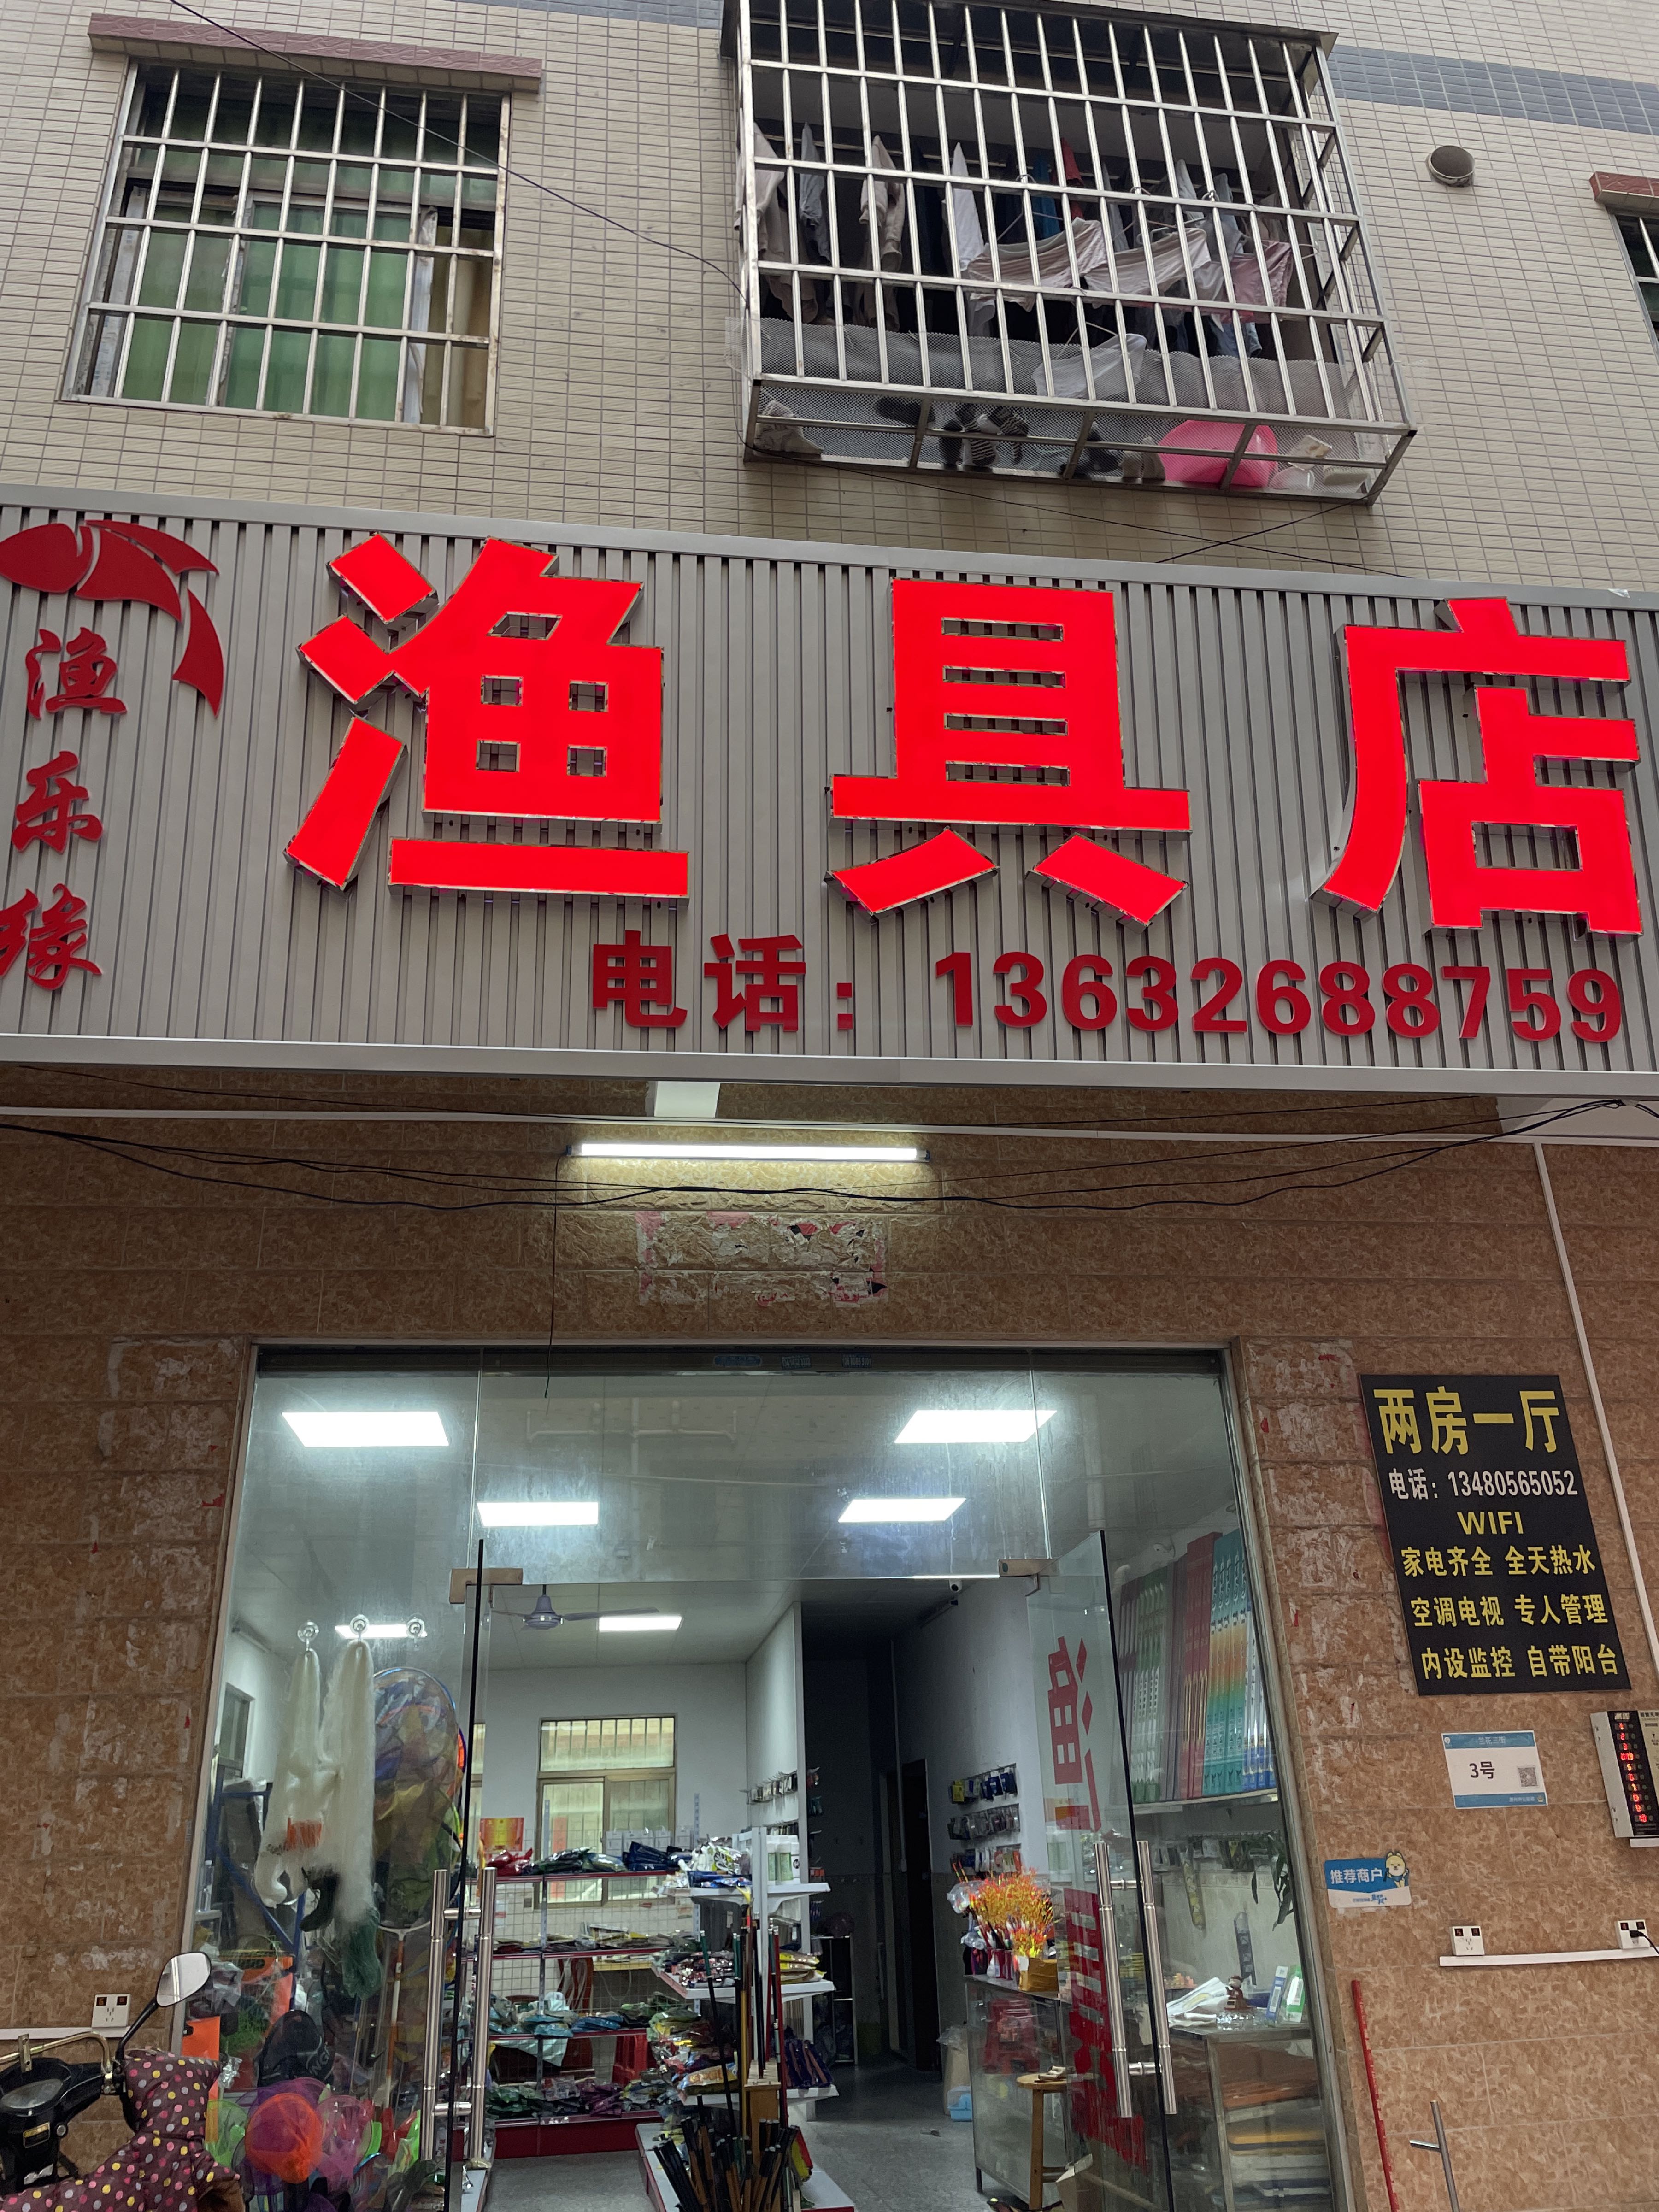 渔乐缘
渔具店
电话：13632688759
两房一厅
电话：13480565052
WIFI
家电齐全 全天热水
空调电视 专人管理
内设监控 自带阳台
3号
推荐商户
渔具